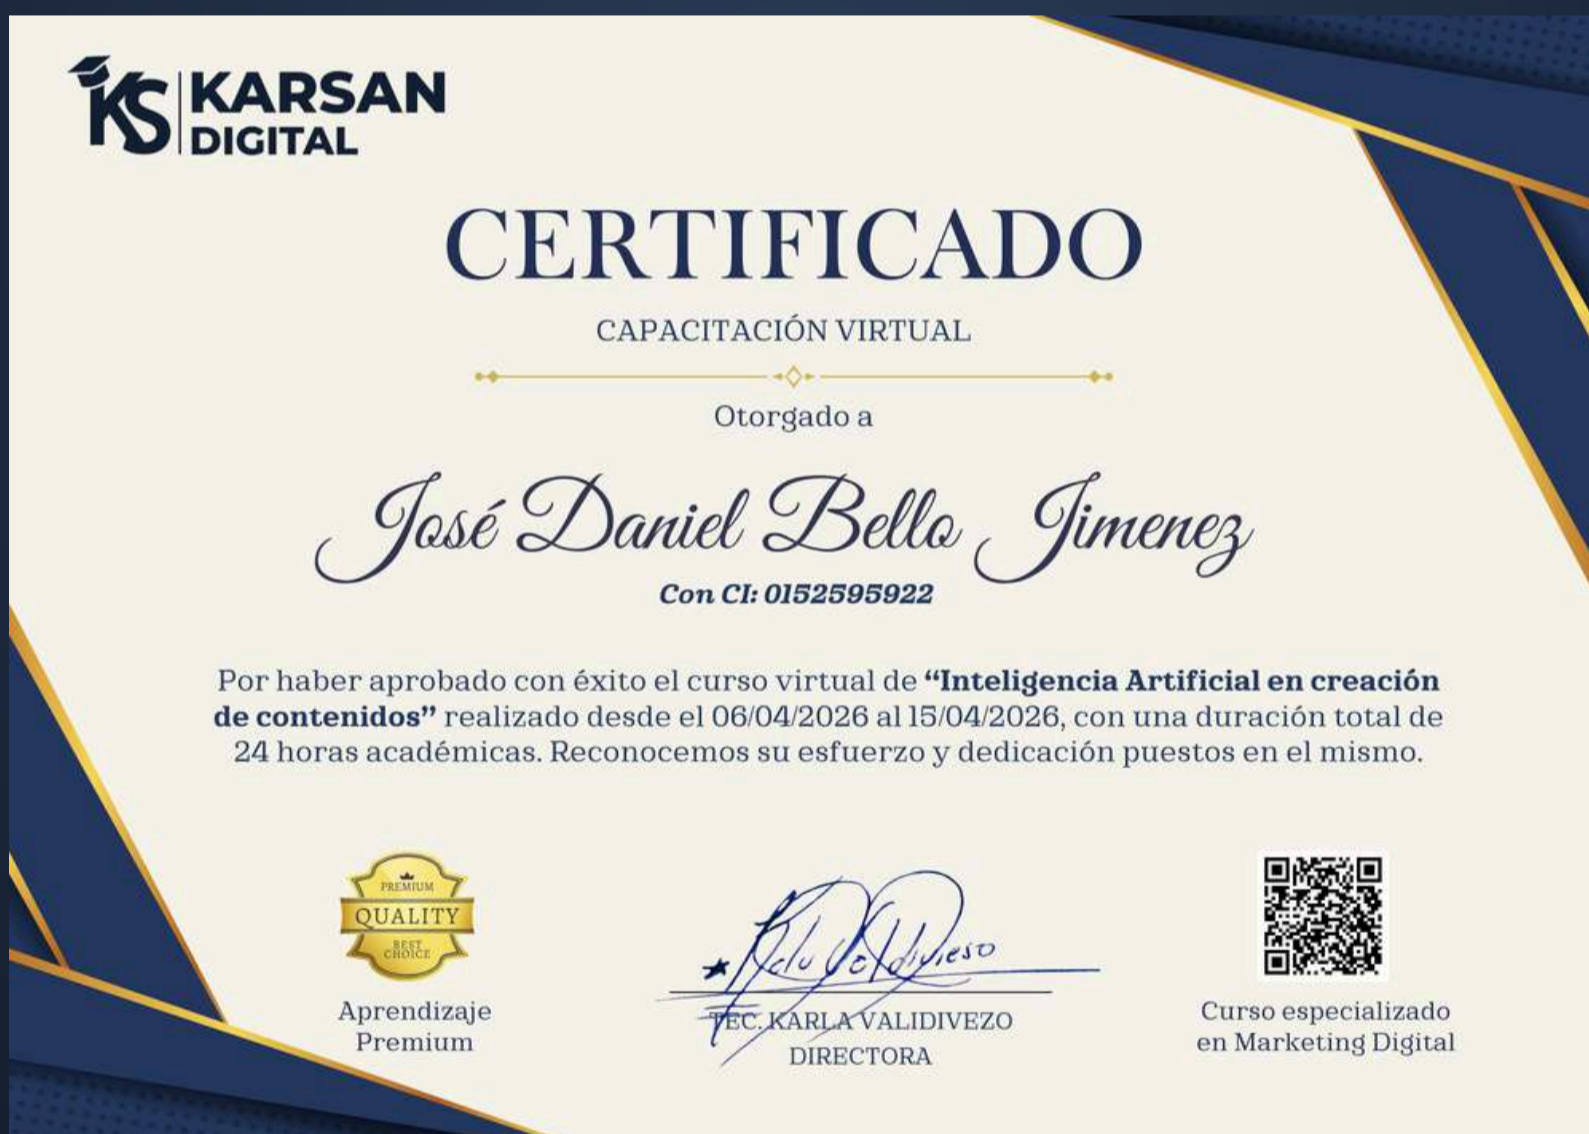 KS KARSAN
DIGITAL
CERTIFICADO
CAPACITACIÓN VIRTUAL
Otorgado a
José Daniel Bello Jimenez
Con CI: 0152595922
Por haber aprobado con éxito el curso virtual de “Inteligencia Artificial en creación
de contenidos” realizado desde el 06/04/2026 al 15/04/2026, con una duración total de
24 horas académicas. Reconocemos su esfuerzo y dedicación puestos en el mismo.
PREMIUM
QUALITY
BEST
CHOICE
Aprendizaje
Premium
TEC. KARLA VALIDIVEZO
DIRECTORA
Curso especializado
en Marketing Digital